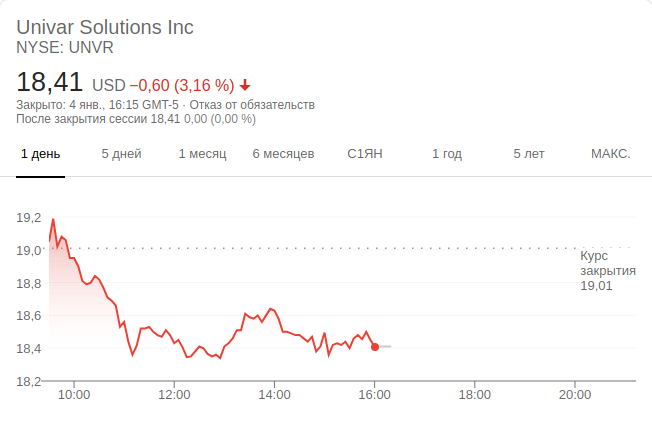 Univar Solutions Inc
NYSE: UNVR
18,41 USD −0,60 (3,16 %)
Закрыто: 4 янв., 16:15 GMT-5 · Отказ от обязательств
После закрытия сессии 18,41 0,00 (0,00 %)
1 день 5 дней 1 месяц 6 месяцев С1ЯН 1 год 5 лет МАКС.
19,2
19,0
Курс
закрытия
18,8
19,01
18,6
18,4
18,2
10:00 12:00 14:00 16:00 18:00 20:00